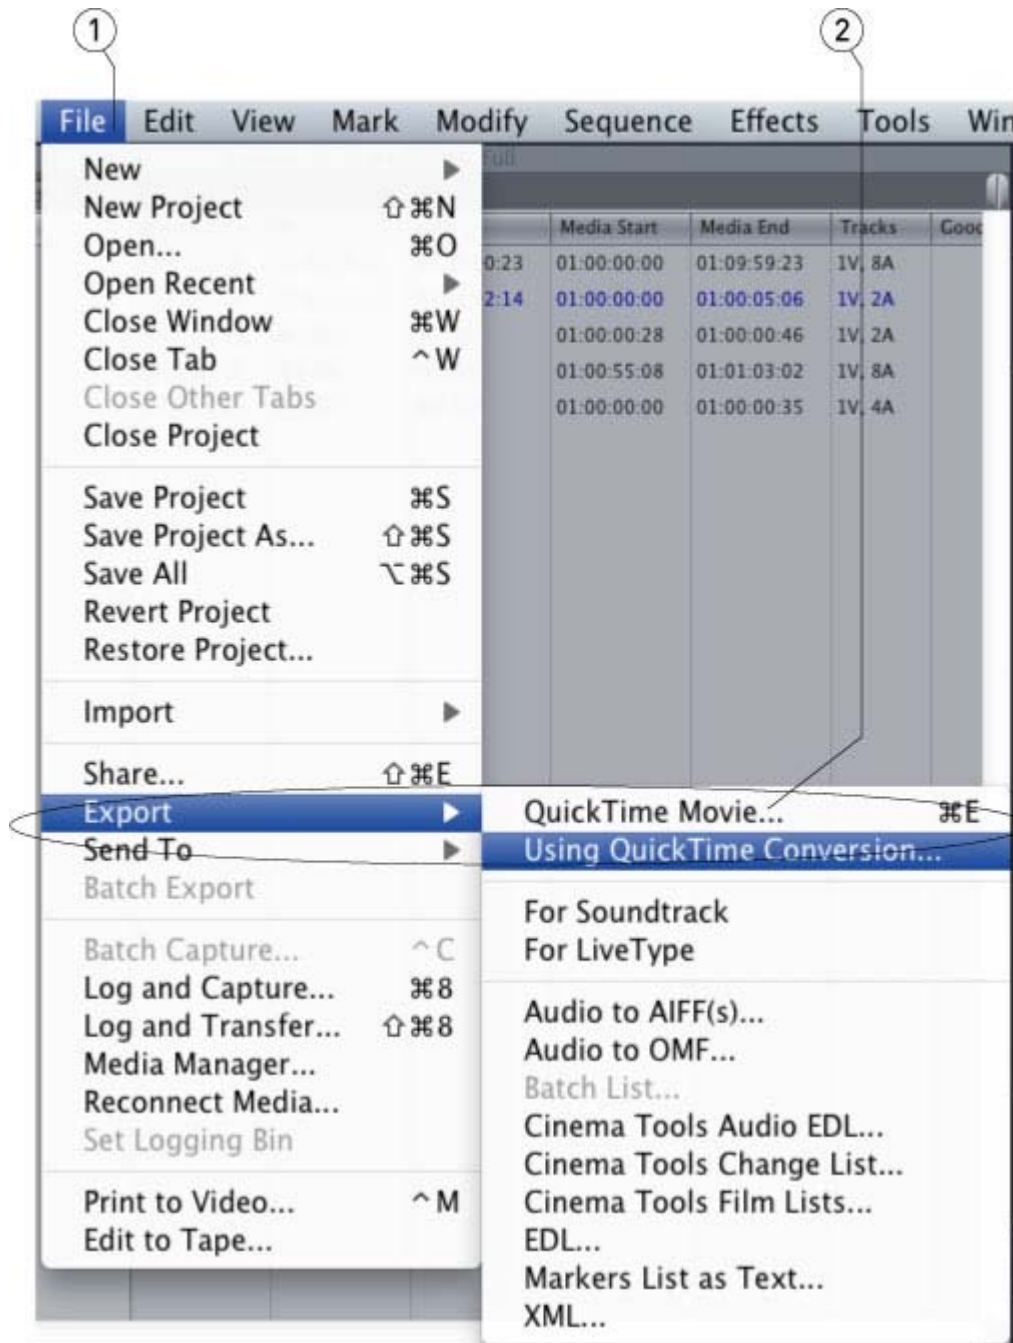 1 2
File Edit View Mark Modify Sequence Effects Tools Win
New
Full
New Project ⇧⌘N
Media Start Media End Tracks Good
Open... ⌘O
0:23 01:00:00:00 01:09:59:23 1V, 8A
Open Recent
2:14 01:00:00:00 01:00:05:06 1V, 2A
Close Window ⌘W
01:00:00:28 01:00:00:46 1V, 2A
Close Tab ^W
01:00:55:08 01:01:03:02 1V, 8A
Close Other Tabs
01:00:00:00 01:00:00:35 1V, 4A
Close Project
Save Project ⌘S
Save Project As... ⇧⌘S
Save All ⌥⌘S
Revert Project
Restore Project...
Import
Share... ⇧⌘E
Export
Send To
Batch Export
Batch Capture... ^C
Log and Capture... ⌘8
Log and Transfer... ⇧⌘8
Media Manager...
Reconnect Media...
Set Logging Bin
Print to Video... ^M
Edit to Tape...
QuickTime Movie... ⌘E
Using QuickTime Conversion...
For Soundtrack
For LiveType
Audio to AIFF(s)...
Audio to OMF...
Batch List...
Cinema Tools Audio EDL...
Cinema Tools Change List...
Cinema Tools Film Lists...
EDL...
Markers List as Text...
XML...